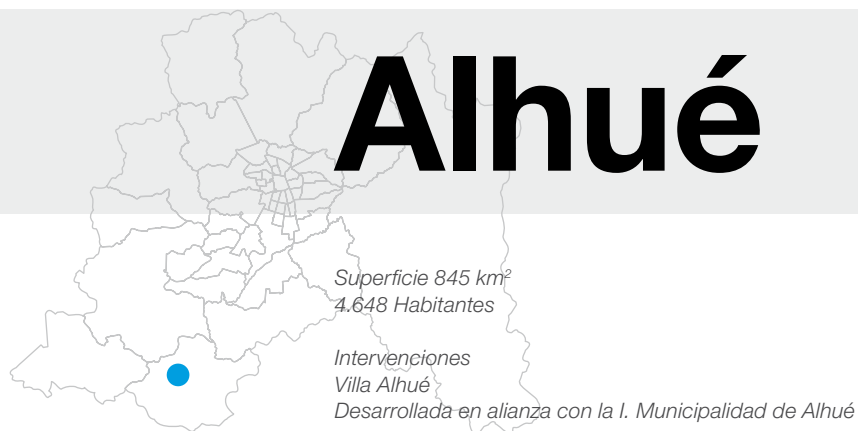 Alhué
Superficie 845 km²
4.648 Habitantes
Intervenciones
Villa Alhué
Desarrollada en alianza con la I. Municipalidad de Alhué